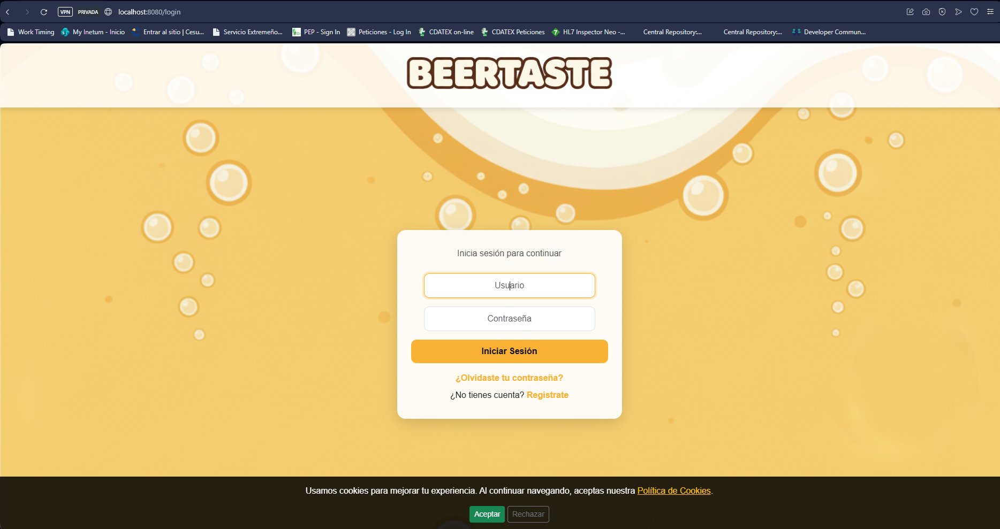 VPN PRIVADA localhost:8080/login
Work Timing My Inetum - Inicio Entrar al sitio | Cesu... Servicio Extremeño... PEP - Sign In Peticiones - Log In CDATEX on-line CDATEX Peticiones HL7 Inspector Neo -... Central Repository:... Central Repository:... Developer Commun...
BEERTASTE
Inicia sesión para continuar
Usuario
Contraseña
Iniciar Sesión
¿Olvidaste tu contraseña?
¿No tienes cuenta? Regístrate
Usamos cookies para mejorar tu experiencia. Al continuar navegando, aceptas nuestra Política de Cookies.
Aceptar Rechazar